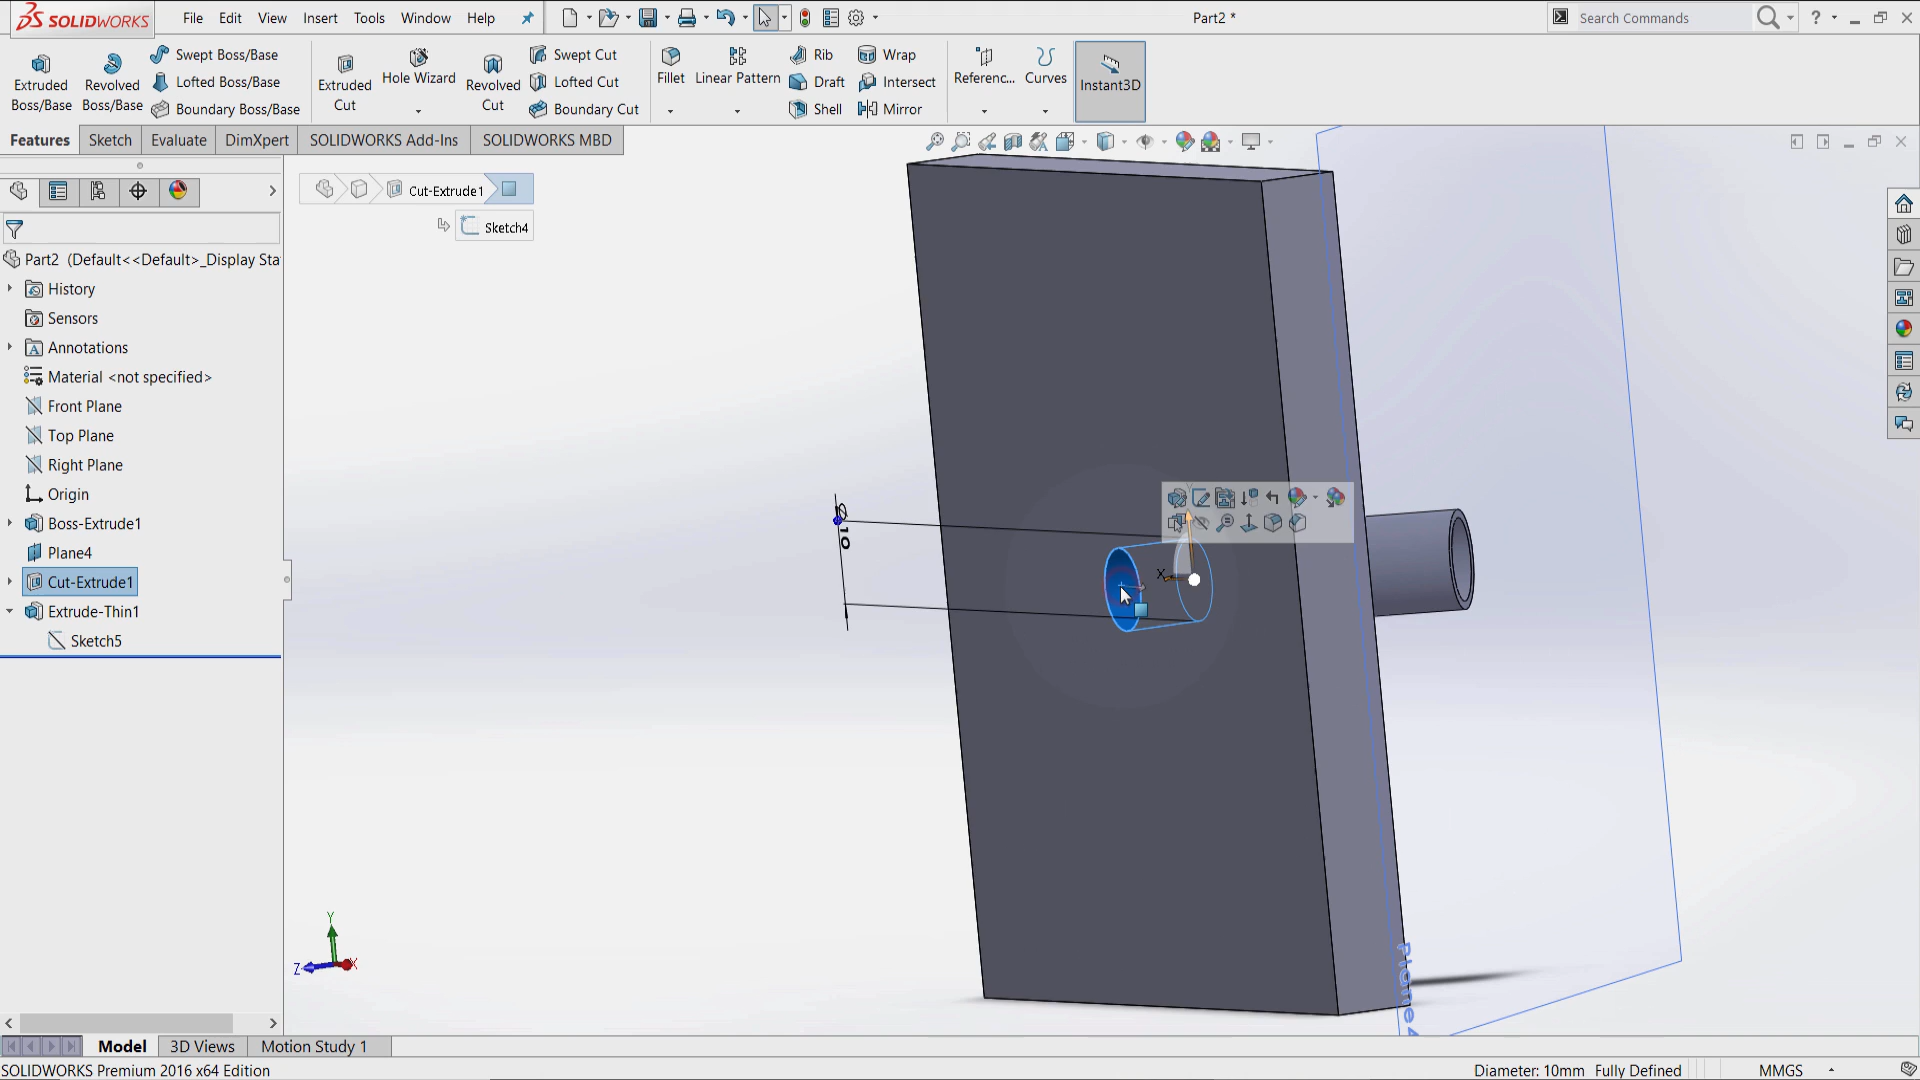 SOLIDWORKS File Edit View Insert Tools Window Help Part2 * Search Commands ?
Extruded Boss/Base Revolved Boss/Base Swept Boss/Base Lofted Boss/Base Boundary Boss/Base
Extruded Cut Hole Wizard Revolved Cut Swept Cut Lofted Cut Boundary Cut
Fillet Linear Pattern Rib Draft Shell Wrap Intersect Mirror
Referenc... Curves Instant3D
Features Sketch Evaluate DimXpert SOLIDWORKS Add-Ins SOLIDWORKS MBD
Cut-Extrude1
Sketch4
Part2 (Default<<Default>_Display Sta
History
Sensors
Annotations
Material <not specified>
Front Plane
Top Plane
Right Plane
Origin
Boss-Extrude1
Plane4
Cut-Extrude1
Extrude-Thin1
Sketch5
Ø10
X
Plane 4
Y
Z X
Model 3D Views Motion Study 1
SOLIDWORKS Premium 2016 x64 Edition Diameter: 10mm Fully Defined MMGS